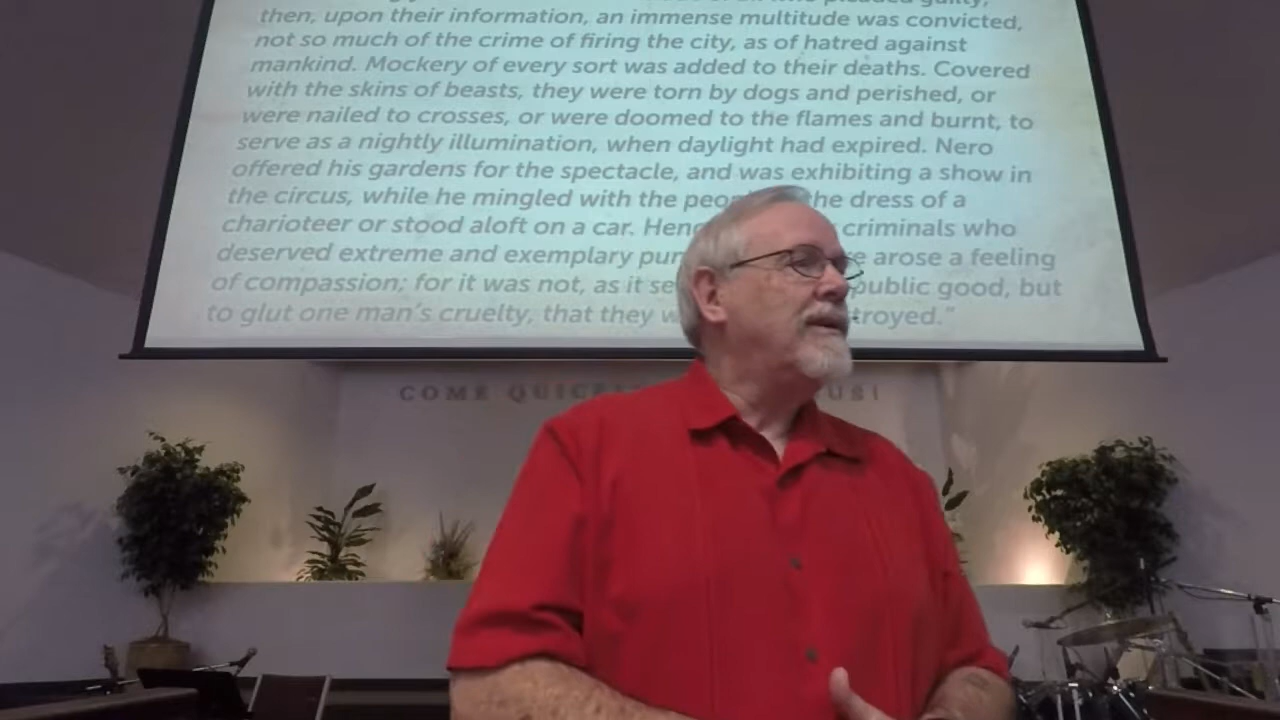 then, upon their information, an immense multitude was convicted,
not so much of the crime of firing the city, as of hatred against
mankind. Mockery of every sort was added to their deaths. Covered
with the skins of beasts, they were torn by dogs and perished, or
were nailed to crosses, or were doomed to the flames and burnt, to
serve as a nightly illumination, when daylight had expired. Nero
offered his gardens for the spectacle, and was exhibiting a show in
the circus, while he mingled with the he dress of a
charioteer or stood aloft on a car. criminals who
deserved extreme and exemplary arose a feeling
of compassion; for it was not, as it public good, but
to glut one man's cruelty, that they troyed."
COME